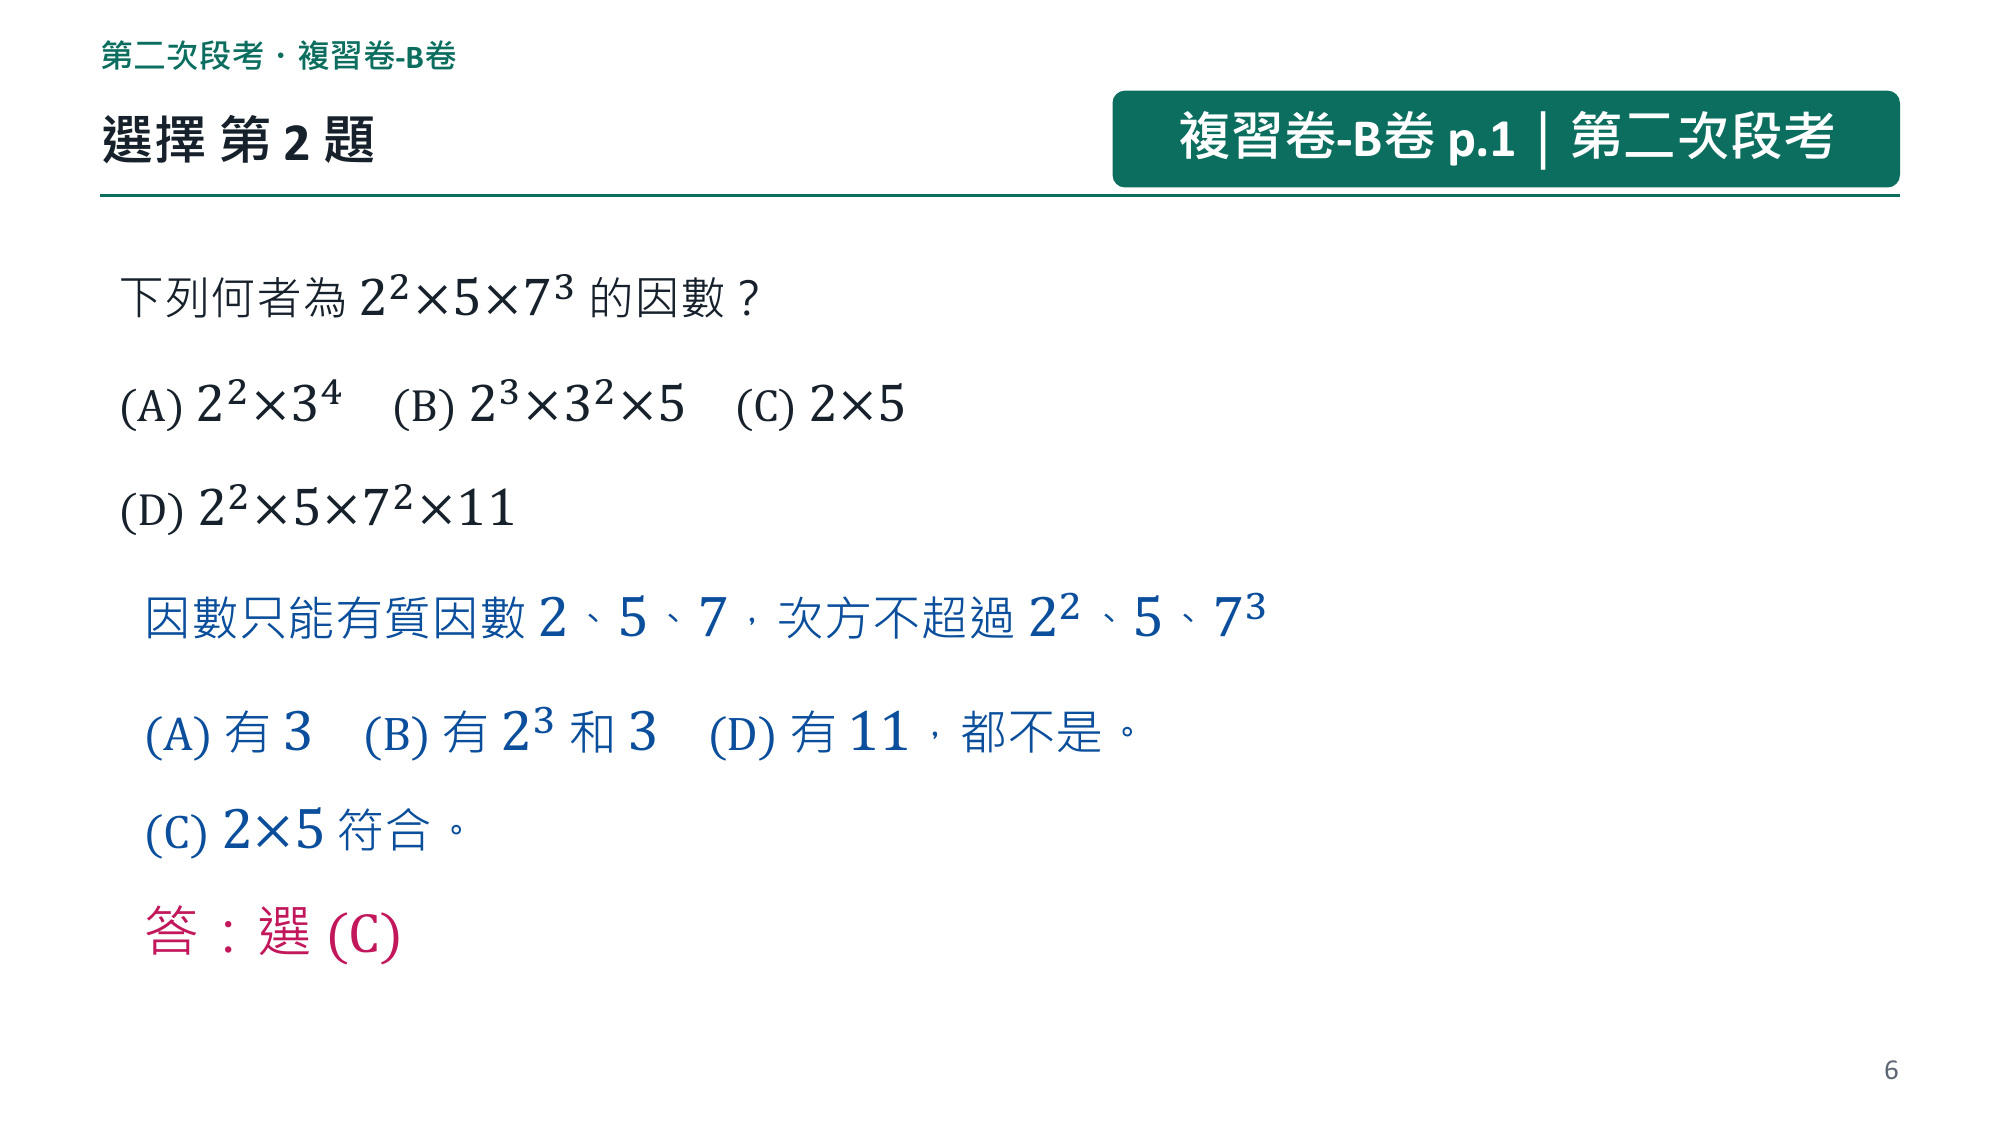 第二次段考・複習卷-B卷
選擇 第 2 題
複習卷-B卷 p.1｜第二次段考
下列何者為 2²×5×7³ 的因數？
(A) 2²×3⁴　(B) 2³×3²×5　(C) 2×5
(D) 2²×5×7²×11
因數只能有質因數 2、5、7，次方不超過 2²、5、7³
(A) 有 3　(B) 有 2³ 和 3　(D) 有 11，都不是。
(C) 2×5 符合。
答：選 (C)
6